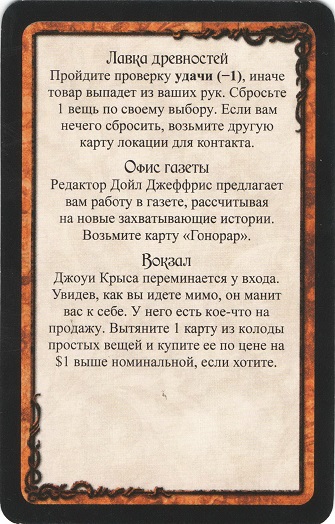 Лавка древностей
Пройдите проверку удачи (−1), иначе
товар выпадет из ваших рук. Сбросьте
1 вещь по своему выбору. Если вам
нечего сбросить, возьмите другую
карту локации для контакта.
Офис газеты
Редактор Дойл Джеффрис предлагает
вам работу в газете, рассчитывая
на новые захватывающие истории.
Возьмите карту «Гонорар».
Вокзал
Джоуи Крыса переминается у входа.
Увидев, как вы идете мимо, он манит
вас к себе. У него есть кое-что на
продажу. Вытяните 1 карту из колоды
простых вещей и купите ее по цене на
$1 выше номинальной, если хотите.